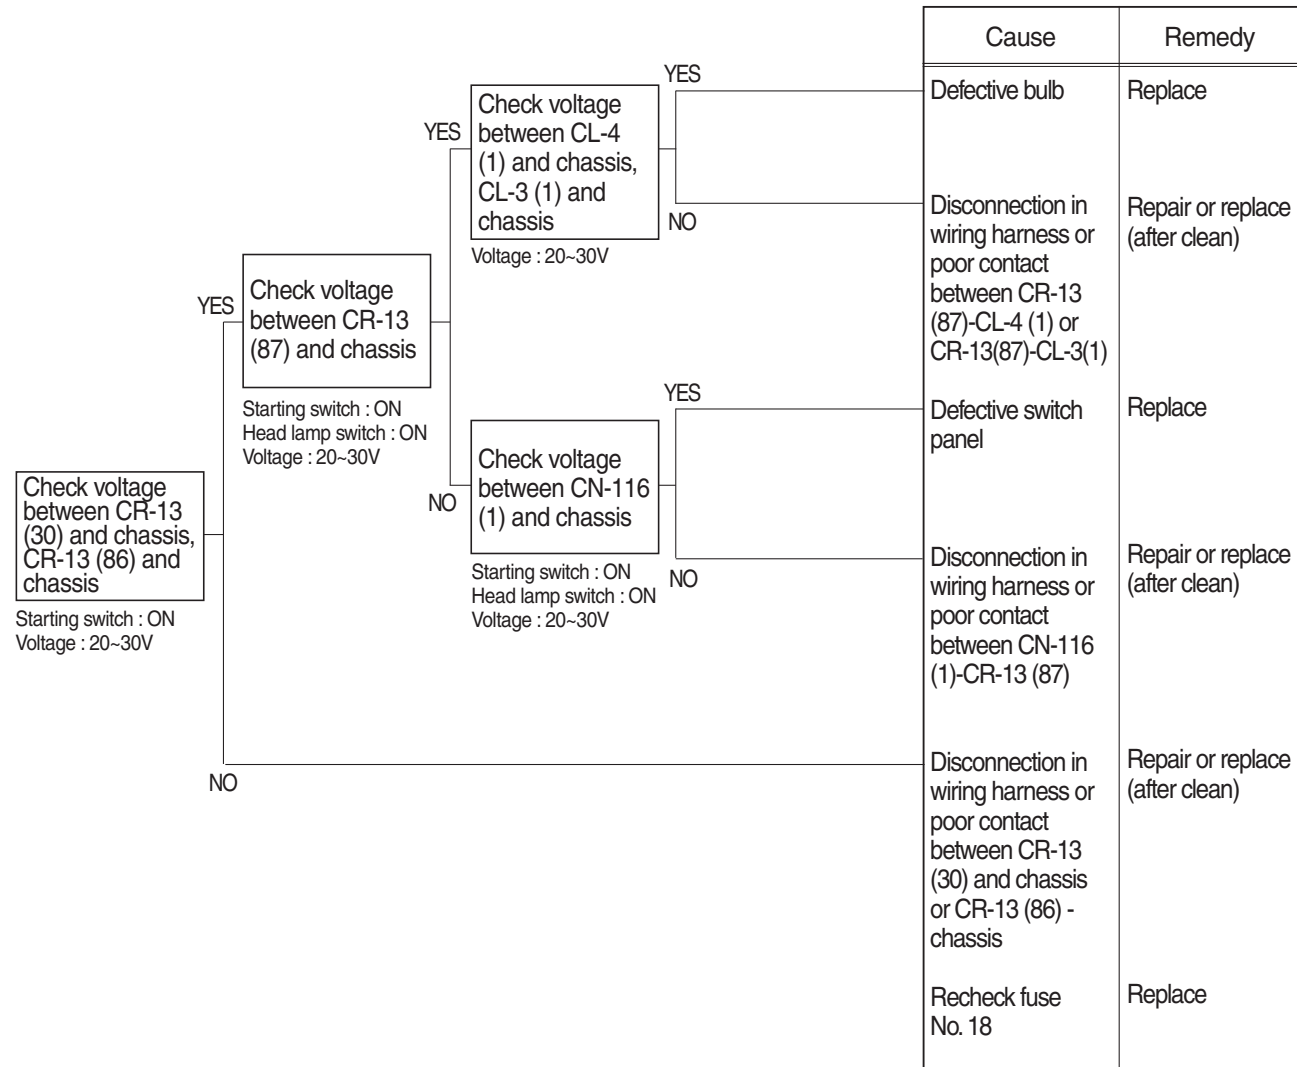 Cause
Remedy
YES
Check voltage
between CL-4
(1) and chassis,
CL-3 (1) and
chassis
Voltage : 20~30V
YES
NO
Defective bulb
Replace
Disconnection in
wiring harness or
poor contact
between CR-13
(87)-CL-4 (1) or
CR-13(87)-CL-3(1)
Repair or replace
(after clean)
YES
Check voltage
between CR-13
(87) and chassis
Starting switch : ON
Head lamp switch : ON
Voltage : 20~30V
NO
Check voltage
between CN-116
(1) and chassis
Starting switch : ON
Head lamp switch : ON
Voltage : 20~30V
YES
NO
Defective switch
panel
Replace
Disconnection in
wiring harness or
poor contact
between CN-116
(1)-CR-13 (87)
Repair or replace
(after clean)
Check voltage
between CR-13
(30) and chassis,
CR-13 (86) and
chassis
Starting switch : ON
Voltage : 20~30V
NO
Disconnection in
wiring harness or
poor contact
between CR-13
(30) and chassis
or CR-13 (86) -
chassis
Repair or replace
(after clean)
Recheck fuse
No. 18
Replace